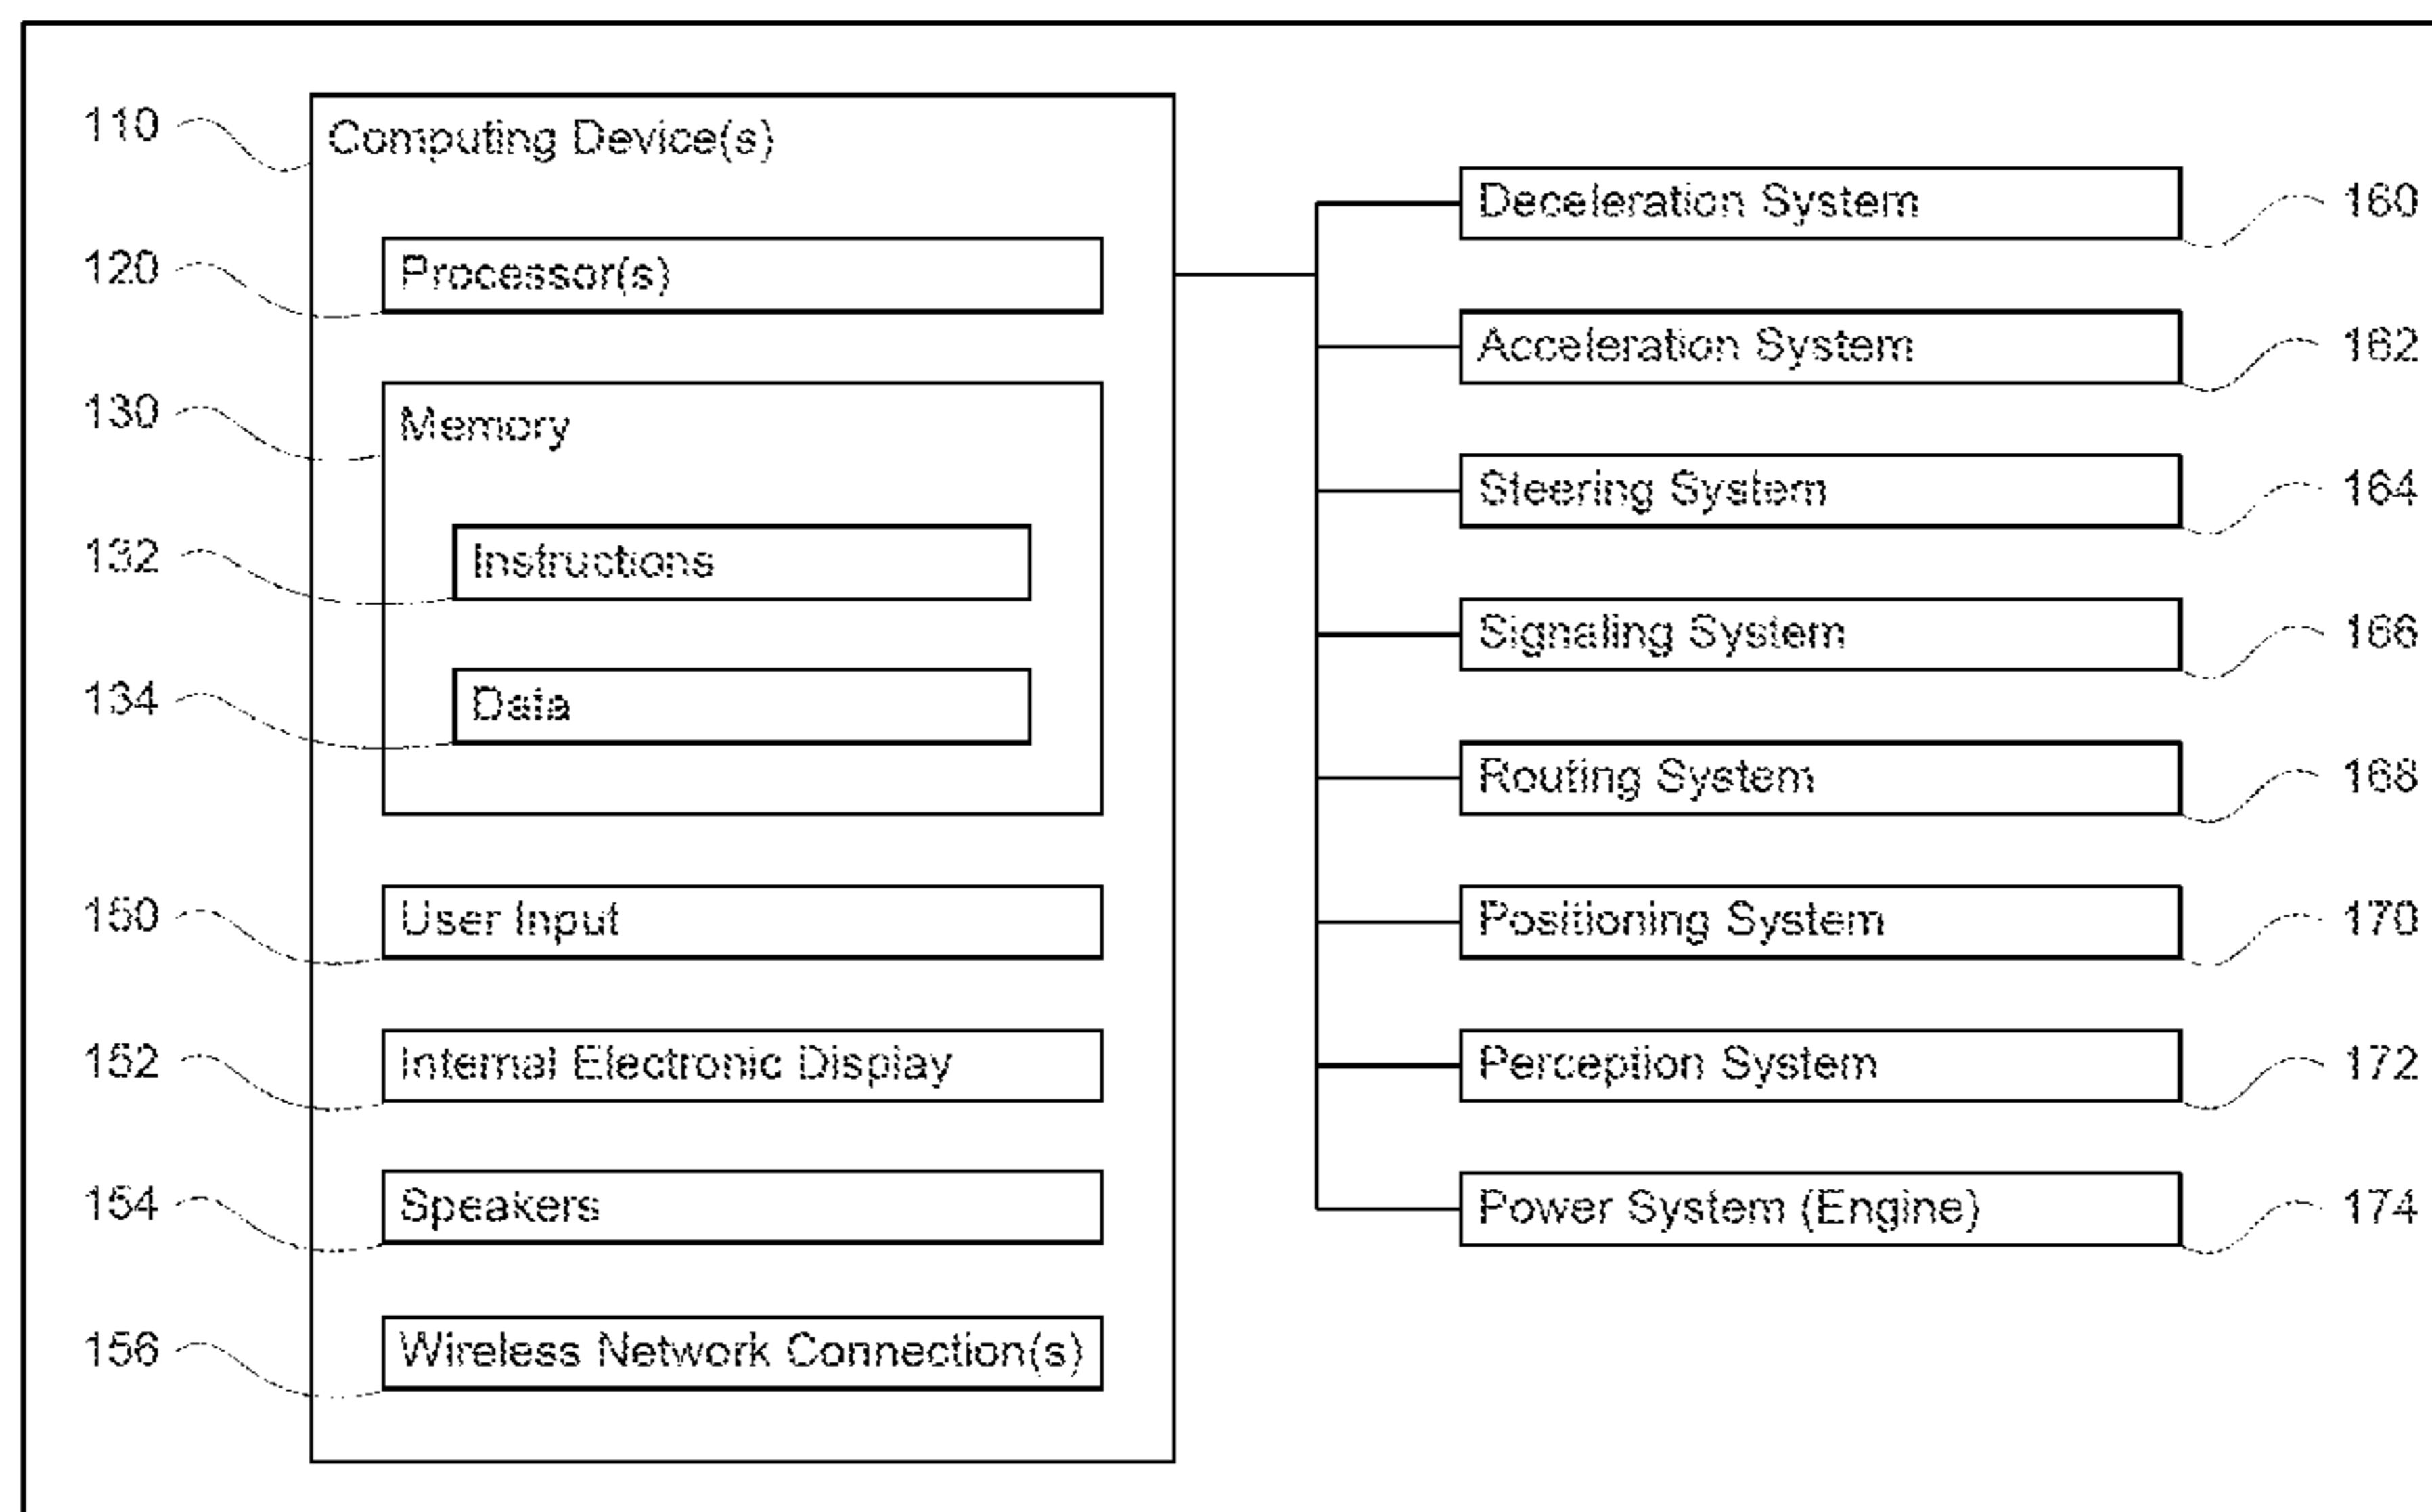 110
Computing Device(s)
120
Processor(s)
130
Memory
132
Instructions
134
Data
150
User Input
152
Internal Electronic Display
154
Speakers
156
Wireless Network Connection(s)
Deceleration System
160
Acceleration System
162
Steering System
164
Signaling System
166
Routing System
168
Positioning System
170
Perception System
172
Power System (Engine)
174